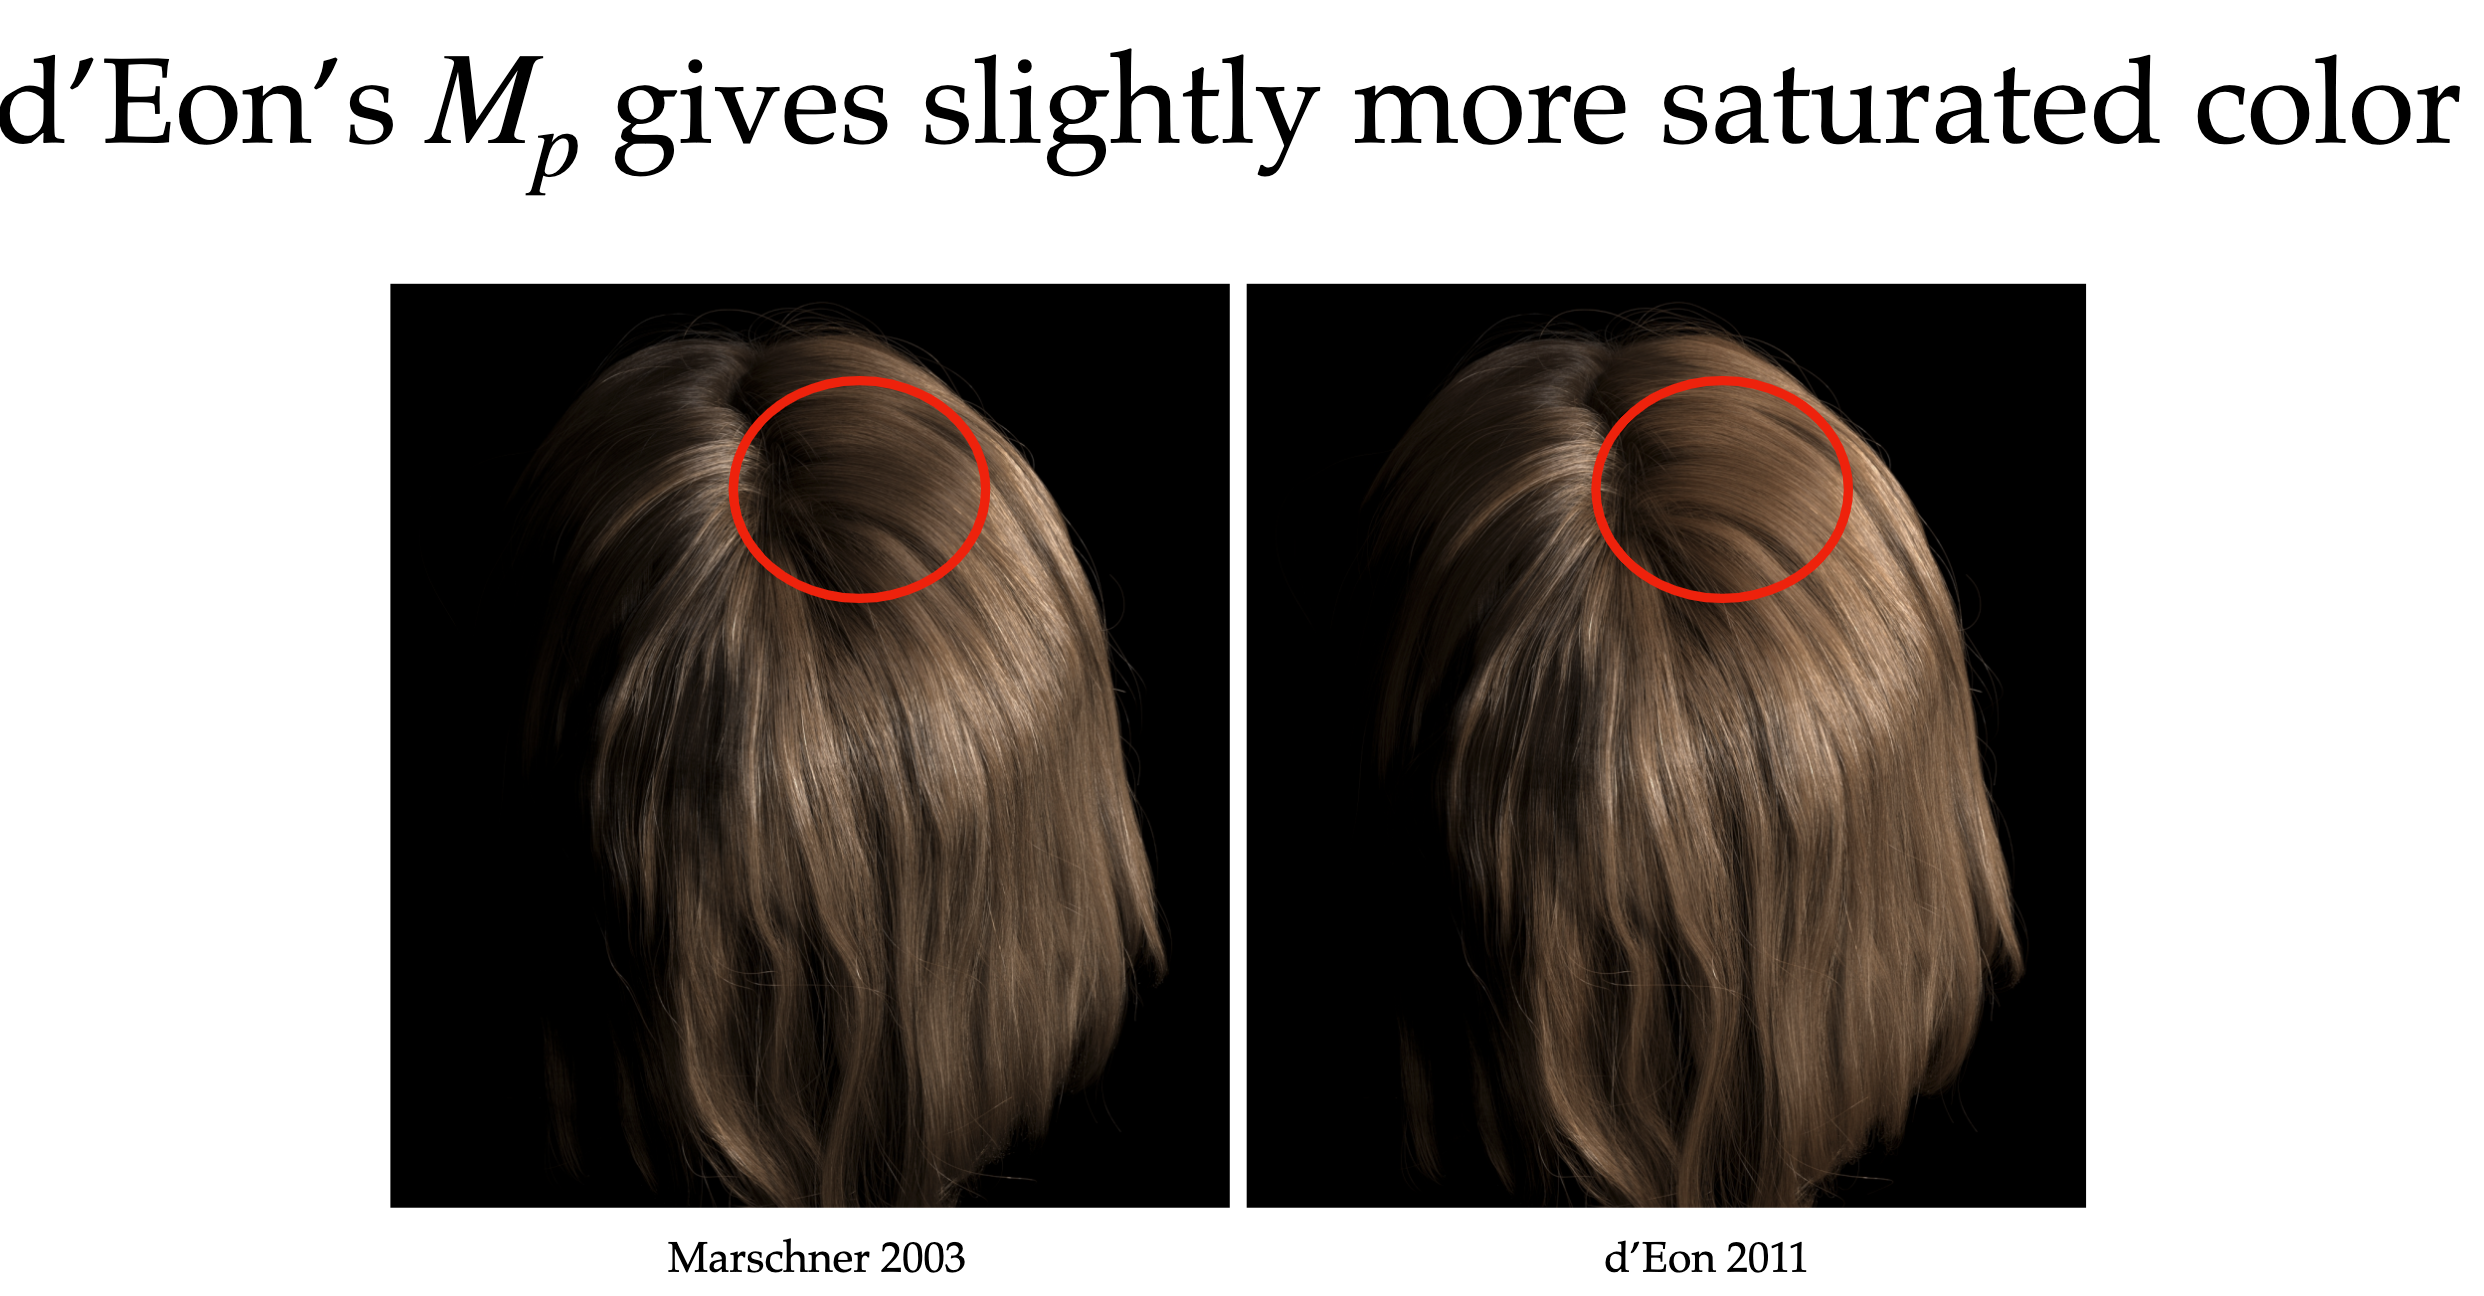 d’Eon’s Mp gives slightly more saturated color
Marschner 2003
d’Eon 2011